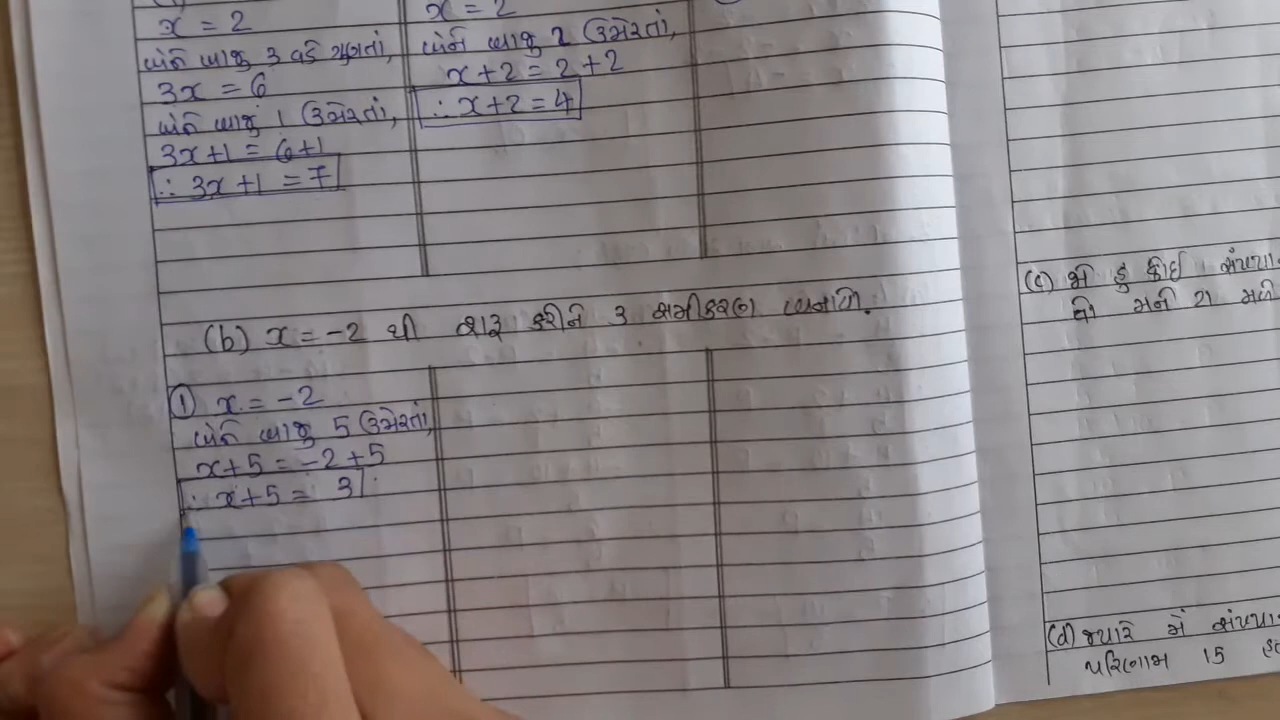 x = 2
બંને બાજુ 3 વડે ગુણતાં,
3x = 6
બંને બાજુ 1 ઉમેરતાં,
3x+1 = 6+1
∴ 3x+1 = 7
x = 2
બંને બાજુ 2 ઉમેરતાં,
x+2 = 2+2
∴ x+2 = 4
(b) x = -2 થી શરૂ કરીને ૩ સમીકરણ બનાવો.
① x = -2
બંને બાજુ 5 ઉમેરતાં,
x+5 = -2+5
∴ x+5 = 3
(c) જો હું કોઈ
તો મને
(d) જ્યારે મેં
પરિણામ 15